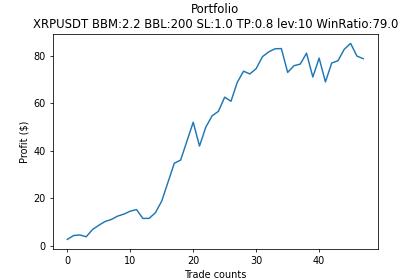 Portfolio
XRPUSDT BBM:2.2 BBL:200 SL:1.0 TP:0.8 lev:10 WinRatio:79.0
Profit ($)
80
60
40
20
0
0 10 20 30 40
Trade counts